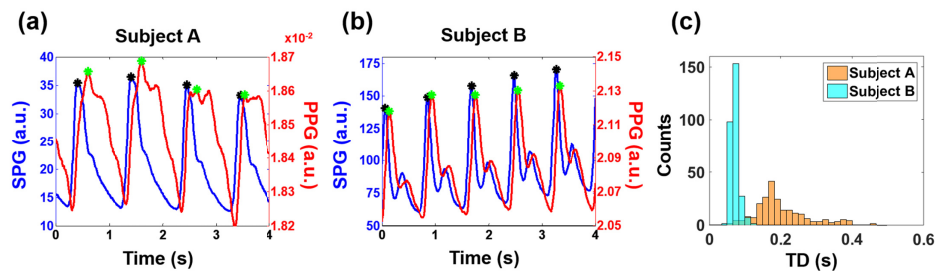 (a)
Subject A
x10⁻²
SPG (a.u.)
40
35
30
25
20
15
10
1.87
1.86
1.85
1.84
1.83
1.82
PPG (a.u.)
0 1 2 3 4
Time (s)
(b)
Subject B
SPG (a.u.)
175
150
125
100
75
50
2.15
2.13
2.11
2.09
2.07
2.05
PPG (a.u.)
0 1 2 3 4
Time (s)
(c)
Subject A
Subject B
Counts
150
100
50
0
0 0.2 0.4 0.6
TD (s)